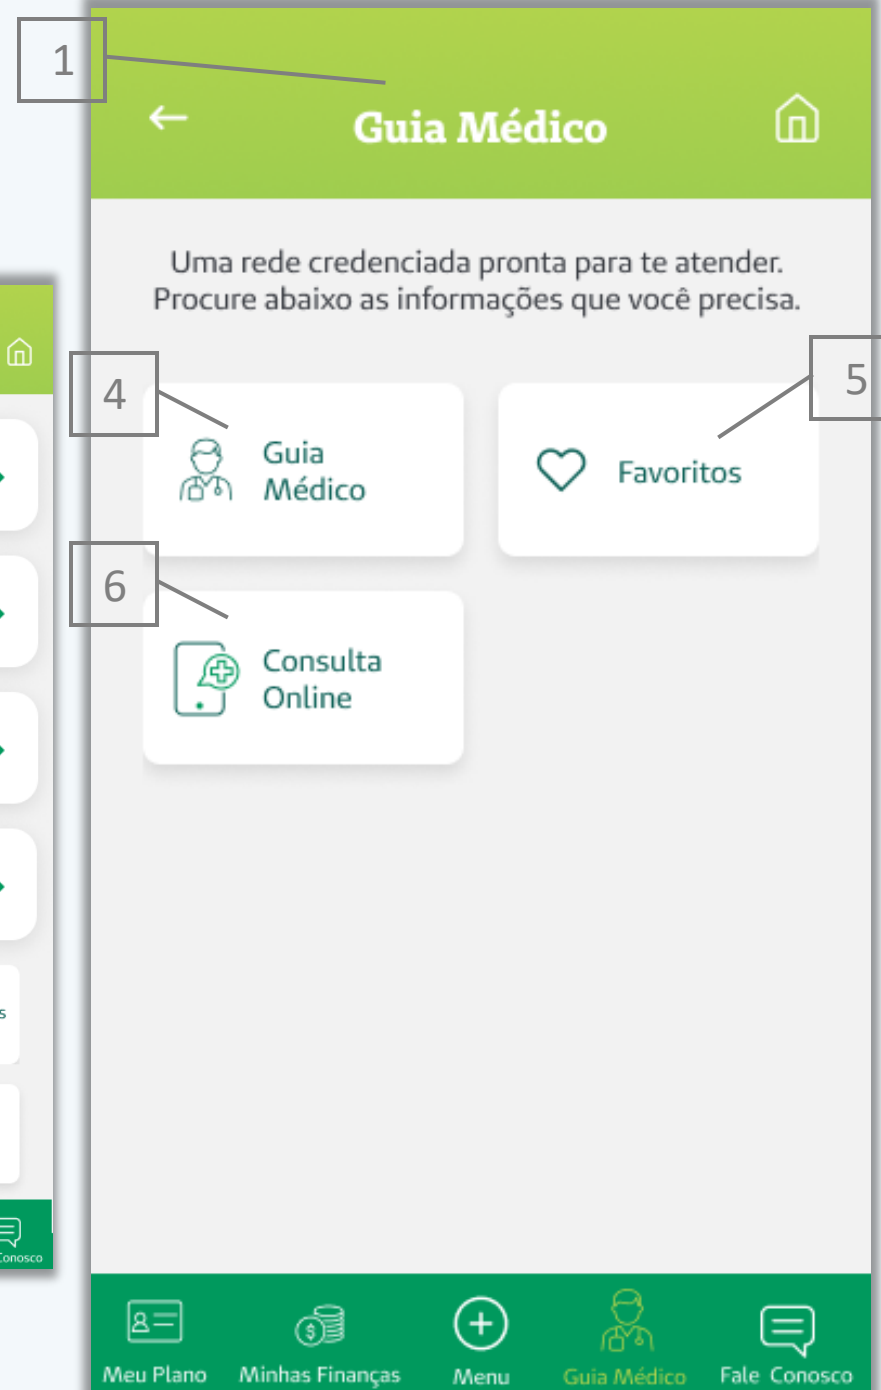 1
Guia Médico
Uma rede credenciada pronta para te atender.
Procure abaixo as informações que você precisa.
4
Guia
Médico
5
Favoritos
6
Consulta
Online
s
Conosco
Meu Plano
Minhas Finanças
Menu
Guia Médico
Fale Conosco